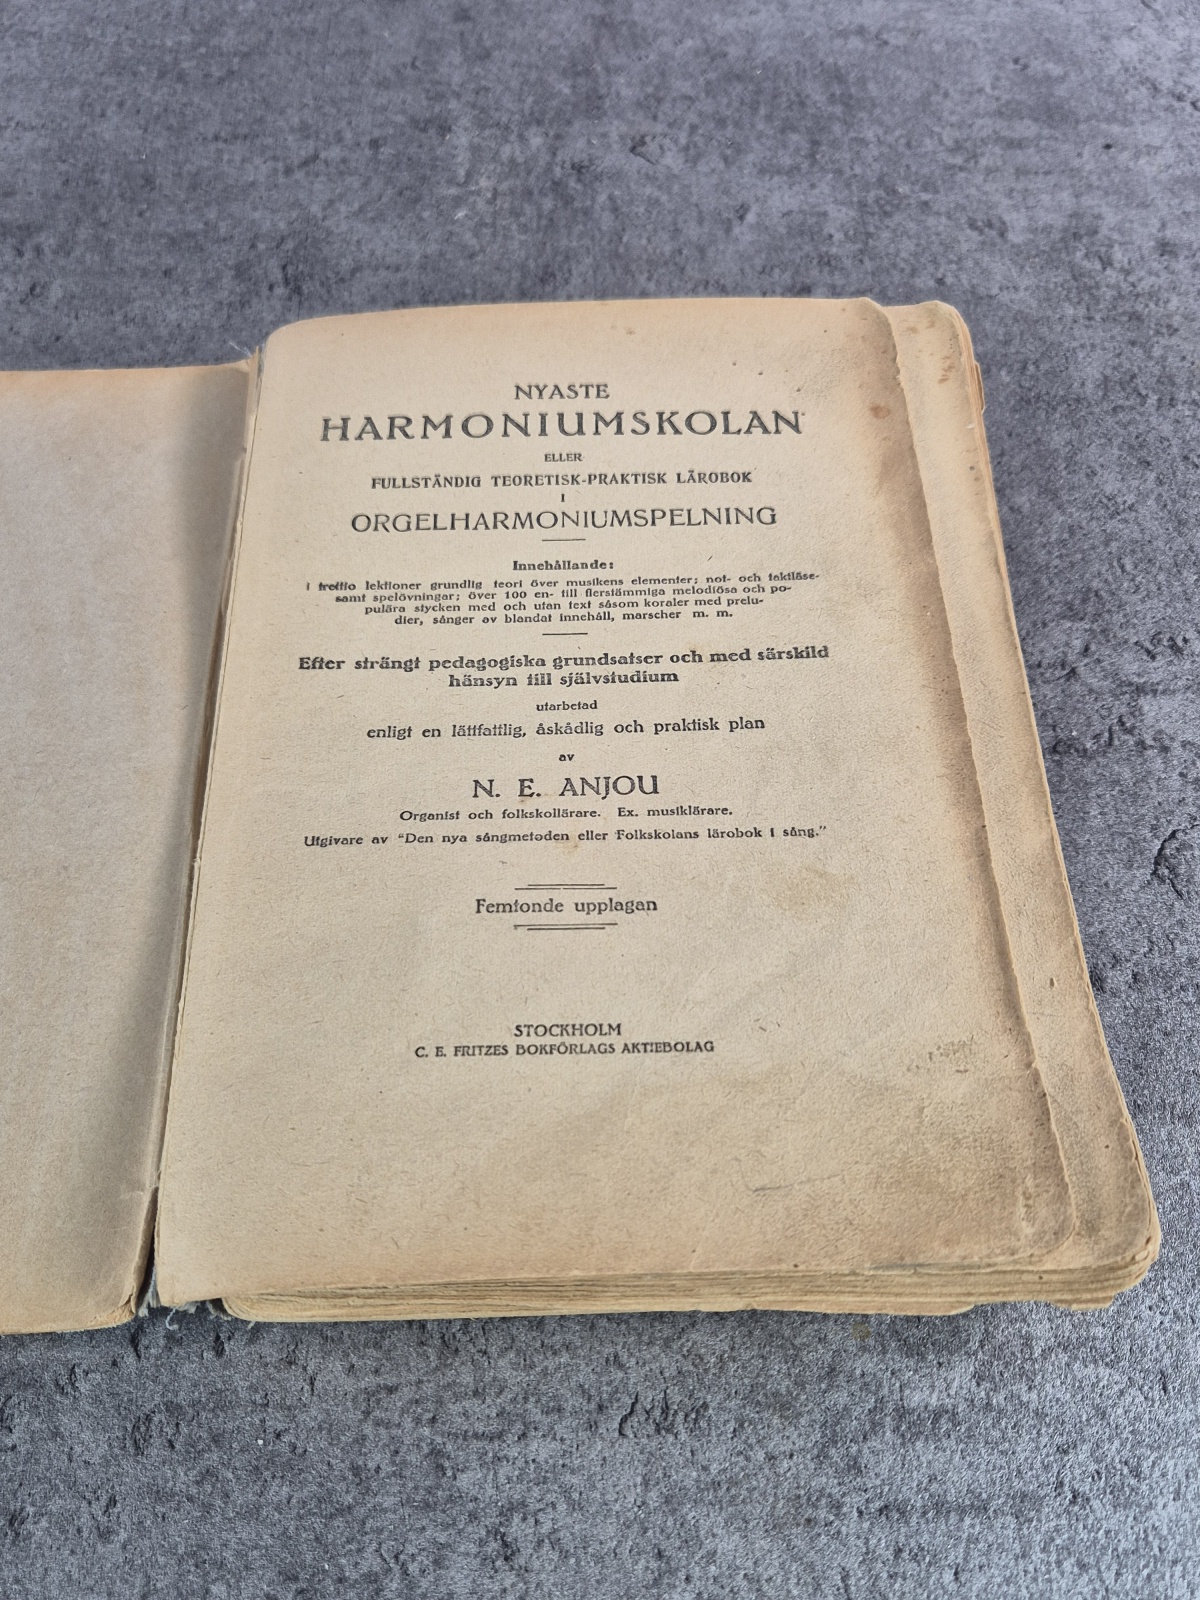 NYASTE
HARMONIUMSKOLAN
ELLER
FULLSTÄNDIG TEORETISK-PRAKTISK LÄROBOK
I
ORGELHARMONIUMSPELNING
Innehållande:
i trettio lektioner grundlig teori över musikens elementer; not- och taktläse-
samt spelövningar; över 100 en- till flerstämmiga melodiösa och po-
pulära stycken med och utan text såsom koraler med prelu-
dier, sånger av blandat innehåll, marscher m. m.
Efter strängt pedagogiska grundsatser och med särskild
hänsyn till självstudium
utarbetad
enligt en lättfattlig, åskådlig och praktisk plan
av
N. E. ANJOU
Organist och folkskollärare. Ex. musiklärare.
Utgivare av "Den nya sångmetoden eller Folkskolans lärobok i sång."
Femtonde upplagan
STOCKHOLM
C. E. FRITZES BOKFÖRLAGS AKTIEBOLAG